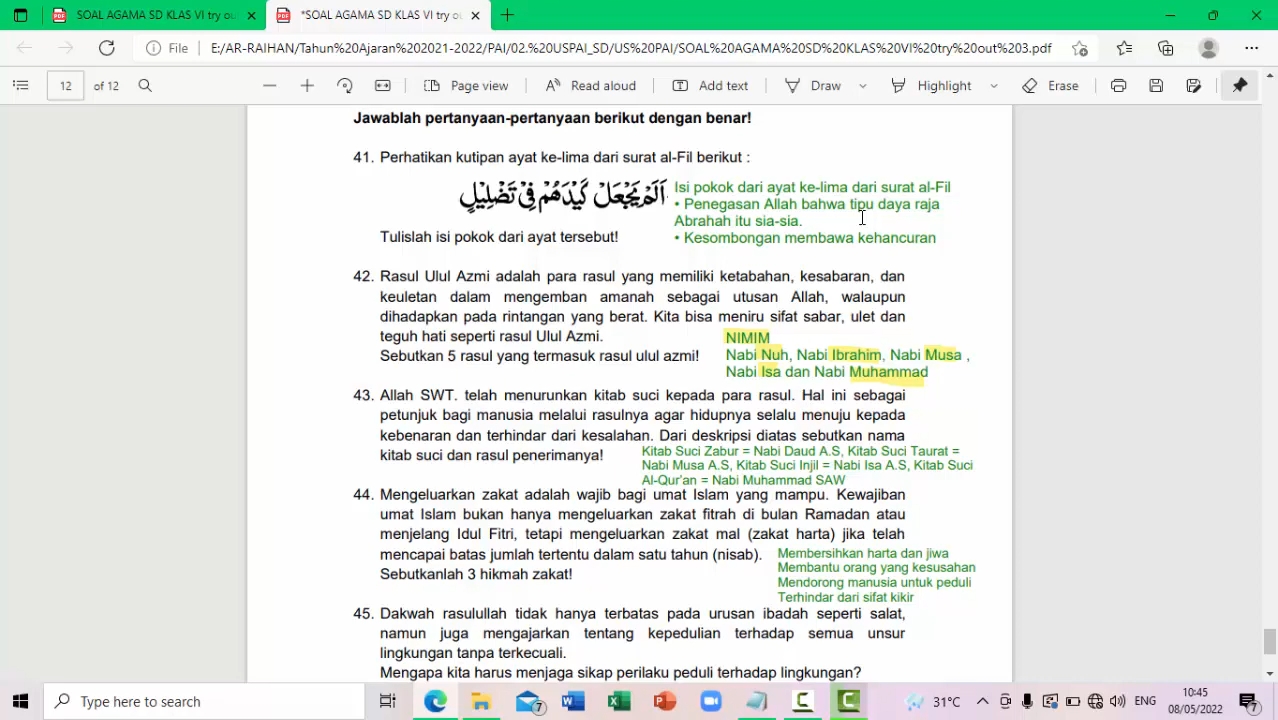 SOAL AGAMA SD KLAS VI try out
*SOAL AGAMA SD KLAS VI try ou
File
E:/AR-RAIHAN/Tahun%20Ajaran%202021-2022/PAI/02.%20USPAI_SD/US%20PAI/SOAL%20AGAMA%20SD%20KLAS%20VI%20try%20out%203.pdf
12 of 12 Page view Read aloud Add text Draw Highlight Erase
Jawablah pertanyaan-pertanyaan berikut dengan benar!
41. Perhatikan kutipan ayat ke-lima dari surat al-Fil berikut :
اَلَمْ يَجْعَلْ كَيْدَهُمْ فِيْ تَضْلِيْلٍ
Isi pokok dari ayat ke-lima dari surat al-Fil
• Penegasan Allah bahwa tipu daya raja
Abrahah itu sia-sia.
• Kesombongan membawa kehancuran
Tulislah isi pokok dari ayat tersebut!
42. Rasul Ulul Azmi adalah para rasul yang memiliki ketabahan, kesabaran, dan
keuletan dalam mengemban amanah sebagai utusan Allah, walaupun
dihadapkan pada rintangan yang berat. Kita bisa meniru sifat sabar, ulet dan
teguh hati seperti rasul Ulul Azmi.
Sebutkan 5 rasul yang termasuk rasul ulul azmi!
NIMIM
Nabi Nuh, Nabi Ibrahim, Nabi Musa ,
Nabi Isa dan Nabi Muhammad
43. Allah SWT. telah menurunkan kitab suci kepada para rasul. Hal ini sebagai
petunjuk bagi manusia melalui rasulnya agar hidupnya selalu menuju kepada
kebenaran dan terhindar dari kesalahan. Dari deskripsi diatas sebutkan nama
kitab suci dan rasul penerimanya!
Kitab Suci Zabur = Nabi Daud A.S, Kitab Suci Taurat =
Nabi Musa A.S, Kitab Suci Injil = Nabi Isa A.S, Kitab Suci
Al-Qur'an = Nabi Muhammad SAW
44. Mengeluarkan zakat adalah wajib bagi umat Islam yang mampu. Kewajiban
umat Islam bukan hanya mengeluarkan zakat fitrah di bulan Ramadan atau
menjelang Idul Fitri, tetapi mengeluarkan zakat mal (zakat harta) jika telah
mencapai batas jumlah tertentu dalam satu tahun (nisab).
Sebutkanlah 3 hikmah zakat!
Membersihkan harta dan jiwa
Membantu orang yang kesusahan
Mendorong manusia untuk peduli
Terhindar dari sifat kikir
45. Dakwah rasulullah tidak hanya terbatas pada urusan ibadah seperti salat,
namun juga mengajarkan tentang kepedulian terhadap semua unsur
lingkungan tanpa terkecuali.
Mengapa kita harus menjaga sikap perilaku peduli terhadap lingkungan?
Type here to search
7
31°C
ENG
10:45
08/05/2022
7